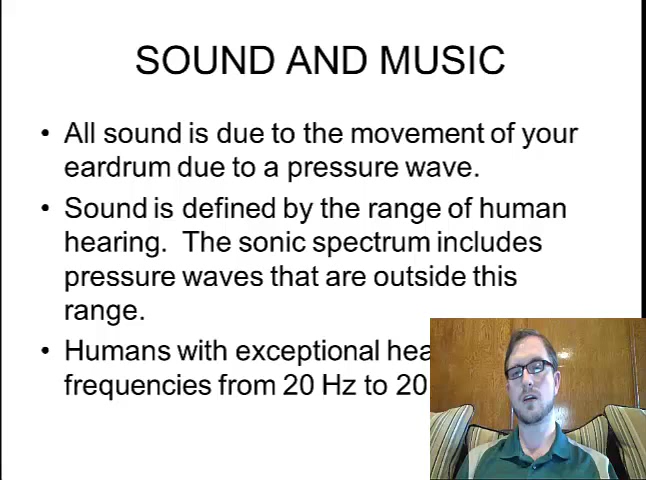 SOUND AND MUSIC
• All sound is due to the movement of your
eardrum due to a pressure wave.
• Sound is defined by the range of human
hearing. The sonic spectrum includes
pressure waves that are outside this
range.
• Humans with exceptional
frequencies from 20 Hz to 20